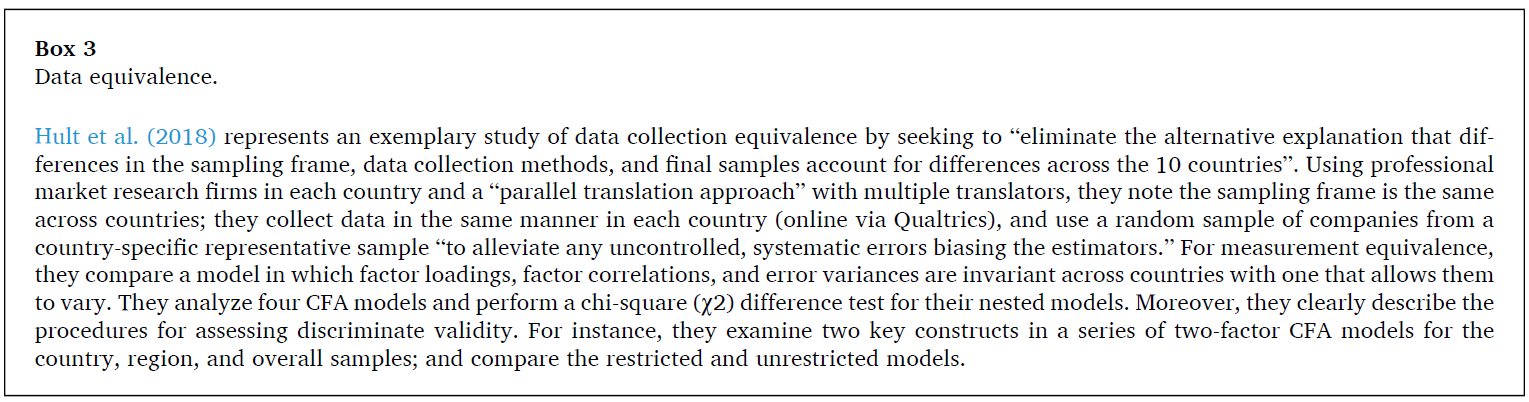 Box 3
Data equivalence.
Hult et al. (2018) represents an exemplary study of data collection equivalence by seeking to “eliminate the alternative explanation that dif-
ferences in the sampling frame, data collection methods, and final samples account for differences across the 10 countries”. Using professional
market research firms in each country and a “parallel translation approach” with multiple translators, they note the sampling frame is the same
across countries; they collect data in the same manner in each country (online via Qualtrics), and use a random sample of companies from a
country-specific representative sample “to alleviate any uncontrolled, systematic errors biasing the estimators.” For measurement equivalence,
they compare a model in which factor loadings, factor correlations, and error variances are invariant across countries with one that allows them
to vary. They analyze four CFA models and perform a chi-square (χ2) difference test for their nested models. Moreover, they clearly describe the
procedures for assessing discriminate validity. For instance, they examine two key constructs in a series of two-factor CFA models for the
country, region, and overall samples; and compare the restricted and unrestricted models.